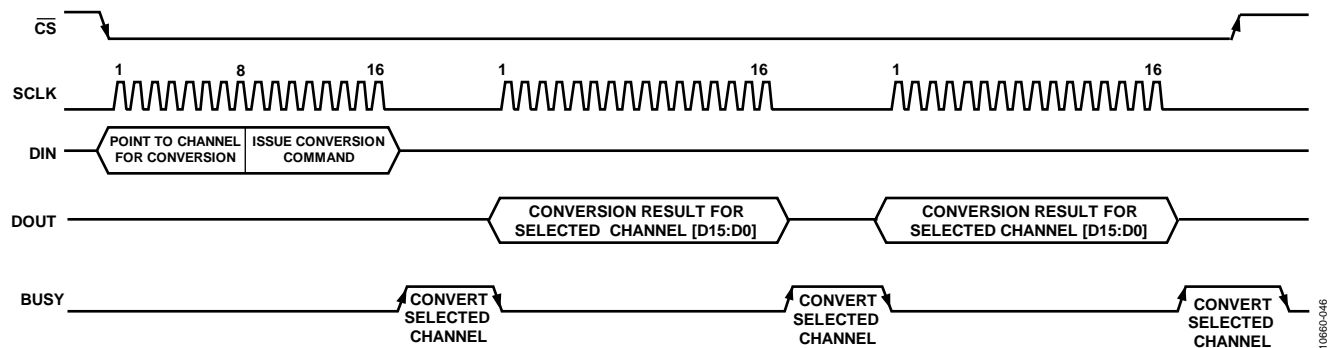 CS
1 8 16 1 16 1 16
SCLK
POINT TO CHANNEL
FOR CONVERSION
ISSUE CONVERSION
COMMAND
DIN
CONVERSION RESULT FOR
SELECTED CHANNEL [D15:D0]
CONVERSION RESULT FOR
SELECTED CHANNEL [D15:D0]
DOUT
BUSY
CONVERT
SELECTED
CHANNEL
CONVERT
SELECTED
CHANNEL
CONVERT
SELECTED
CHANNEL
10660-046